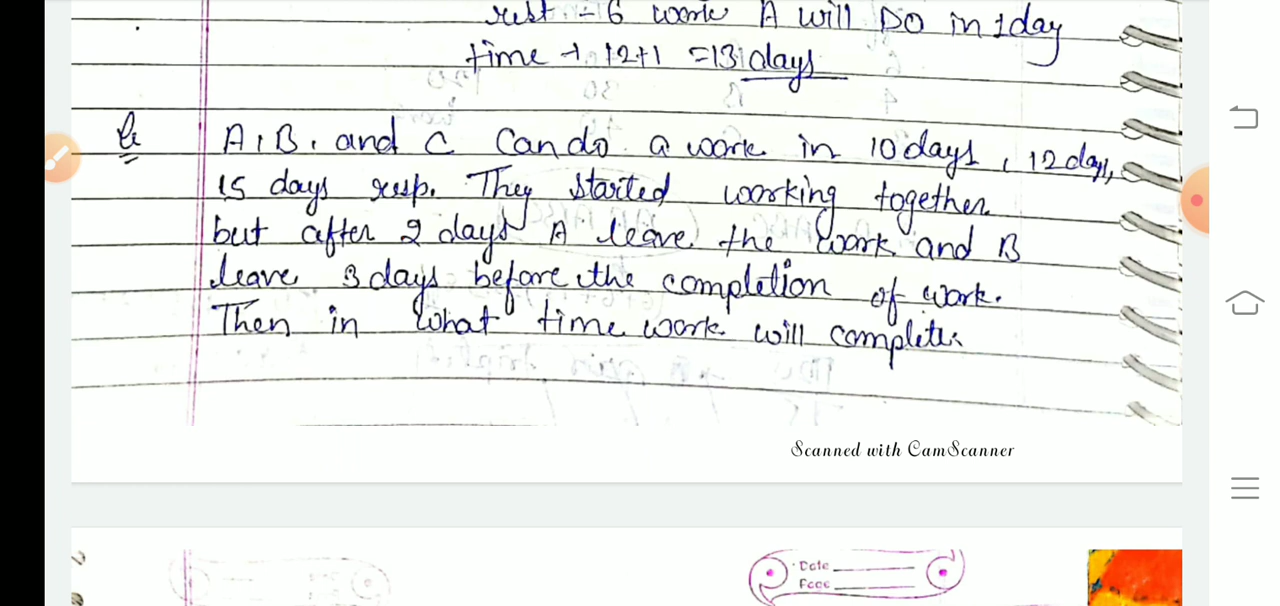 rest - 6 work A will Do in 1 day
time → 12+1 = 13 days
Q A, B, and C Can do a work in 10 days, 12 days,
15 days resp. They started working together
but after 2 days A leave the work and B
leave 3 days before the completion of work.
Then in what time work will complete.
Scanned with CamScanner
Date
Page